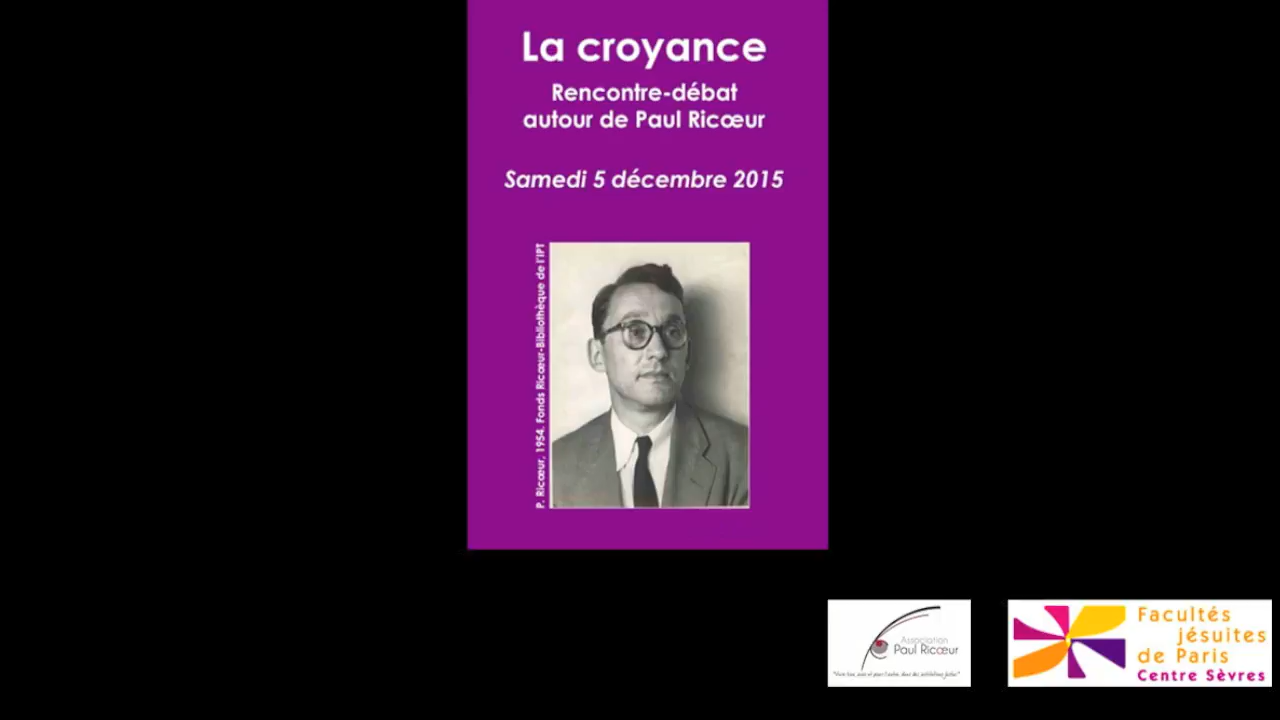 La croyance
Rencontre-débat
autour de Paul Ricœur
Samedi 5 décembre 2015
P. Ricœur, 1954. Fonds Ricœur-Bibliothèque de l'IPT
Association
Paul Ricœur
Facultés
jésuites
de Paris
Centre Sèvres